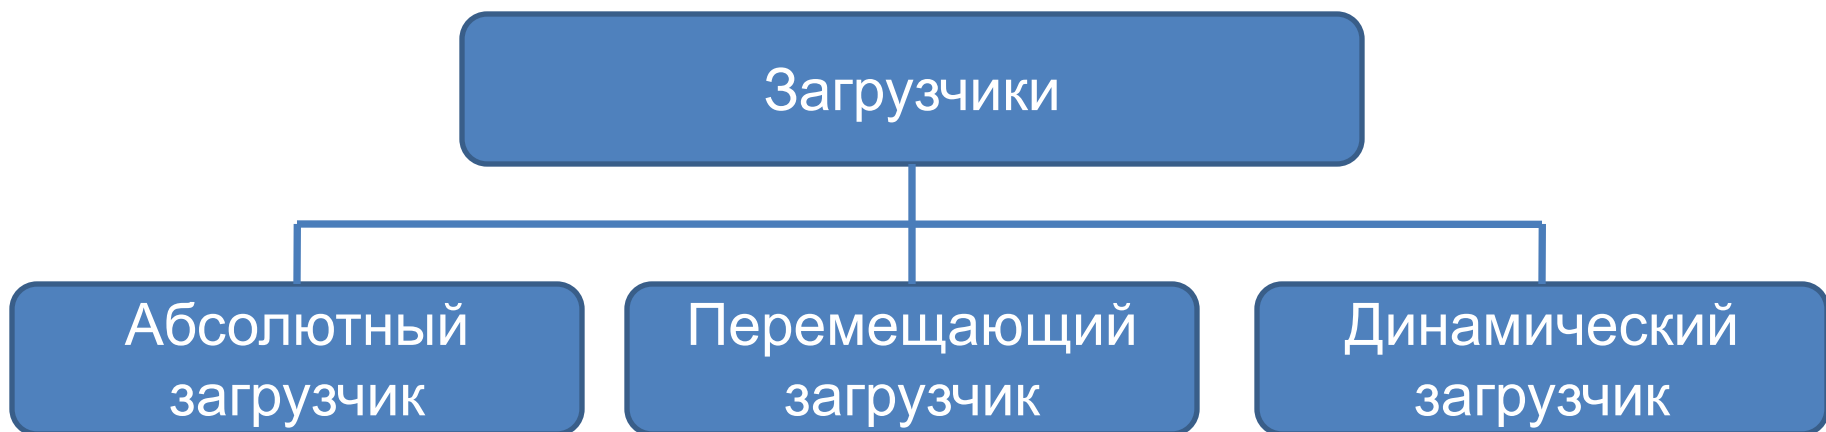 Загрузчики
Абсолютный
загрузчик
Перемещающий
загрузчик
Динамический
загрузчик